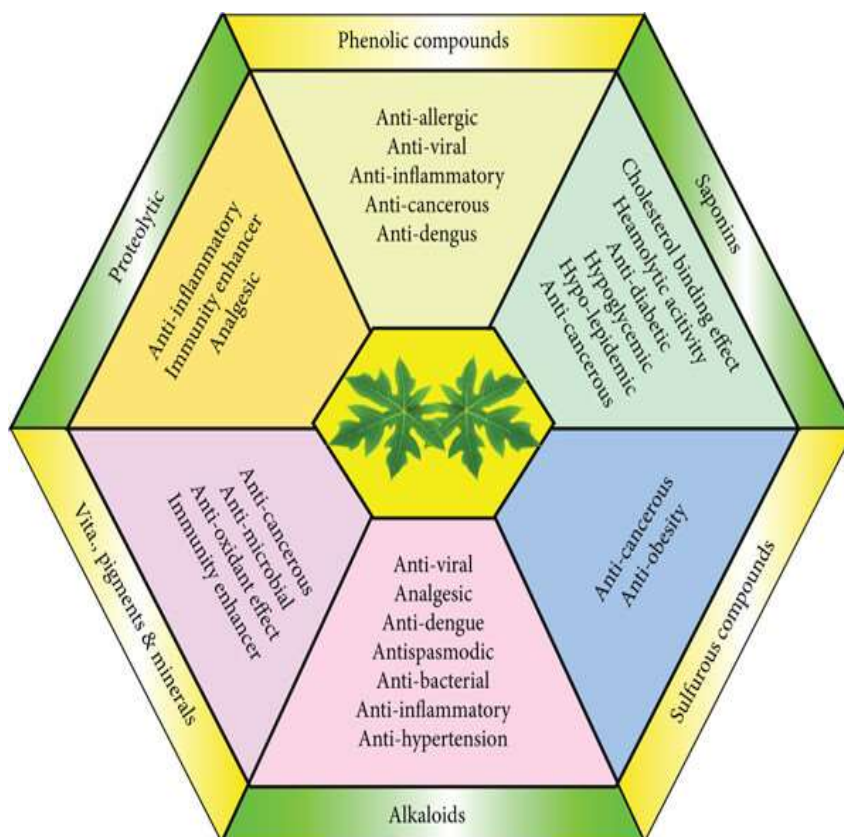 Phenolic compounds
Anti-allergic
Anti-viral
Anti-inflammatory
Anti-cancerous
Anti-dengus
Saponins
Cholesterol binding effect
Heamolytic acitivity
Anti-diabetic
Hypoglycemic
Hypo-lepidemic
Anti-cancerous
Sulfurous compounds
Anti-cancerous
Anti-obesity
Alkaloids
Anti-viral
Analgesic
Anti-dengue
Antispasmodic
Anti-bacterial
Anti-inflammatory
Anti-hypertension
Vita., pigments & minerals
Anti-cancerous
Anti-microbial
Anti-oxidant effect
Immunity enhancer
Proteolytic
Anti-inflammatory
Immunity enhancer
Analgesic